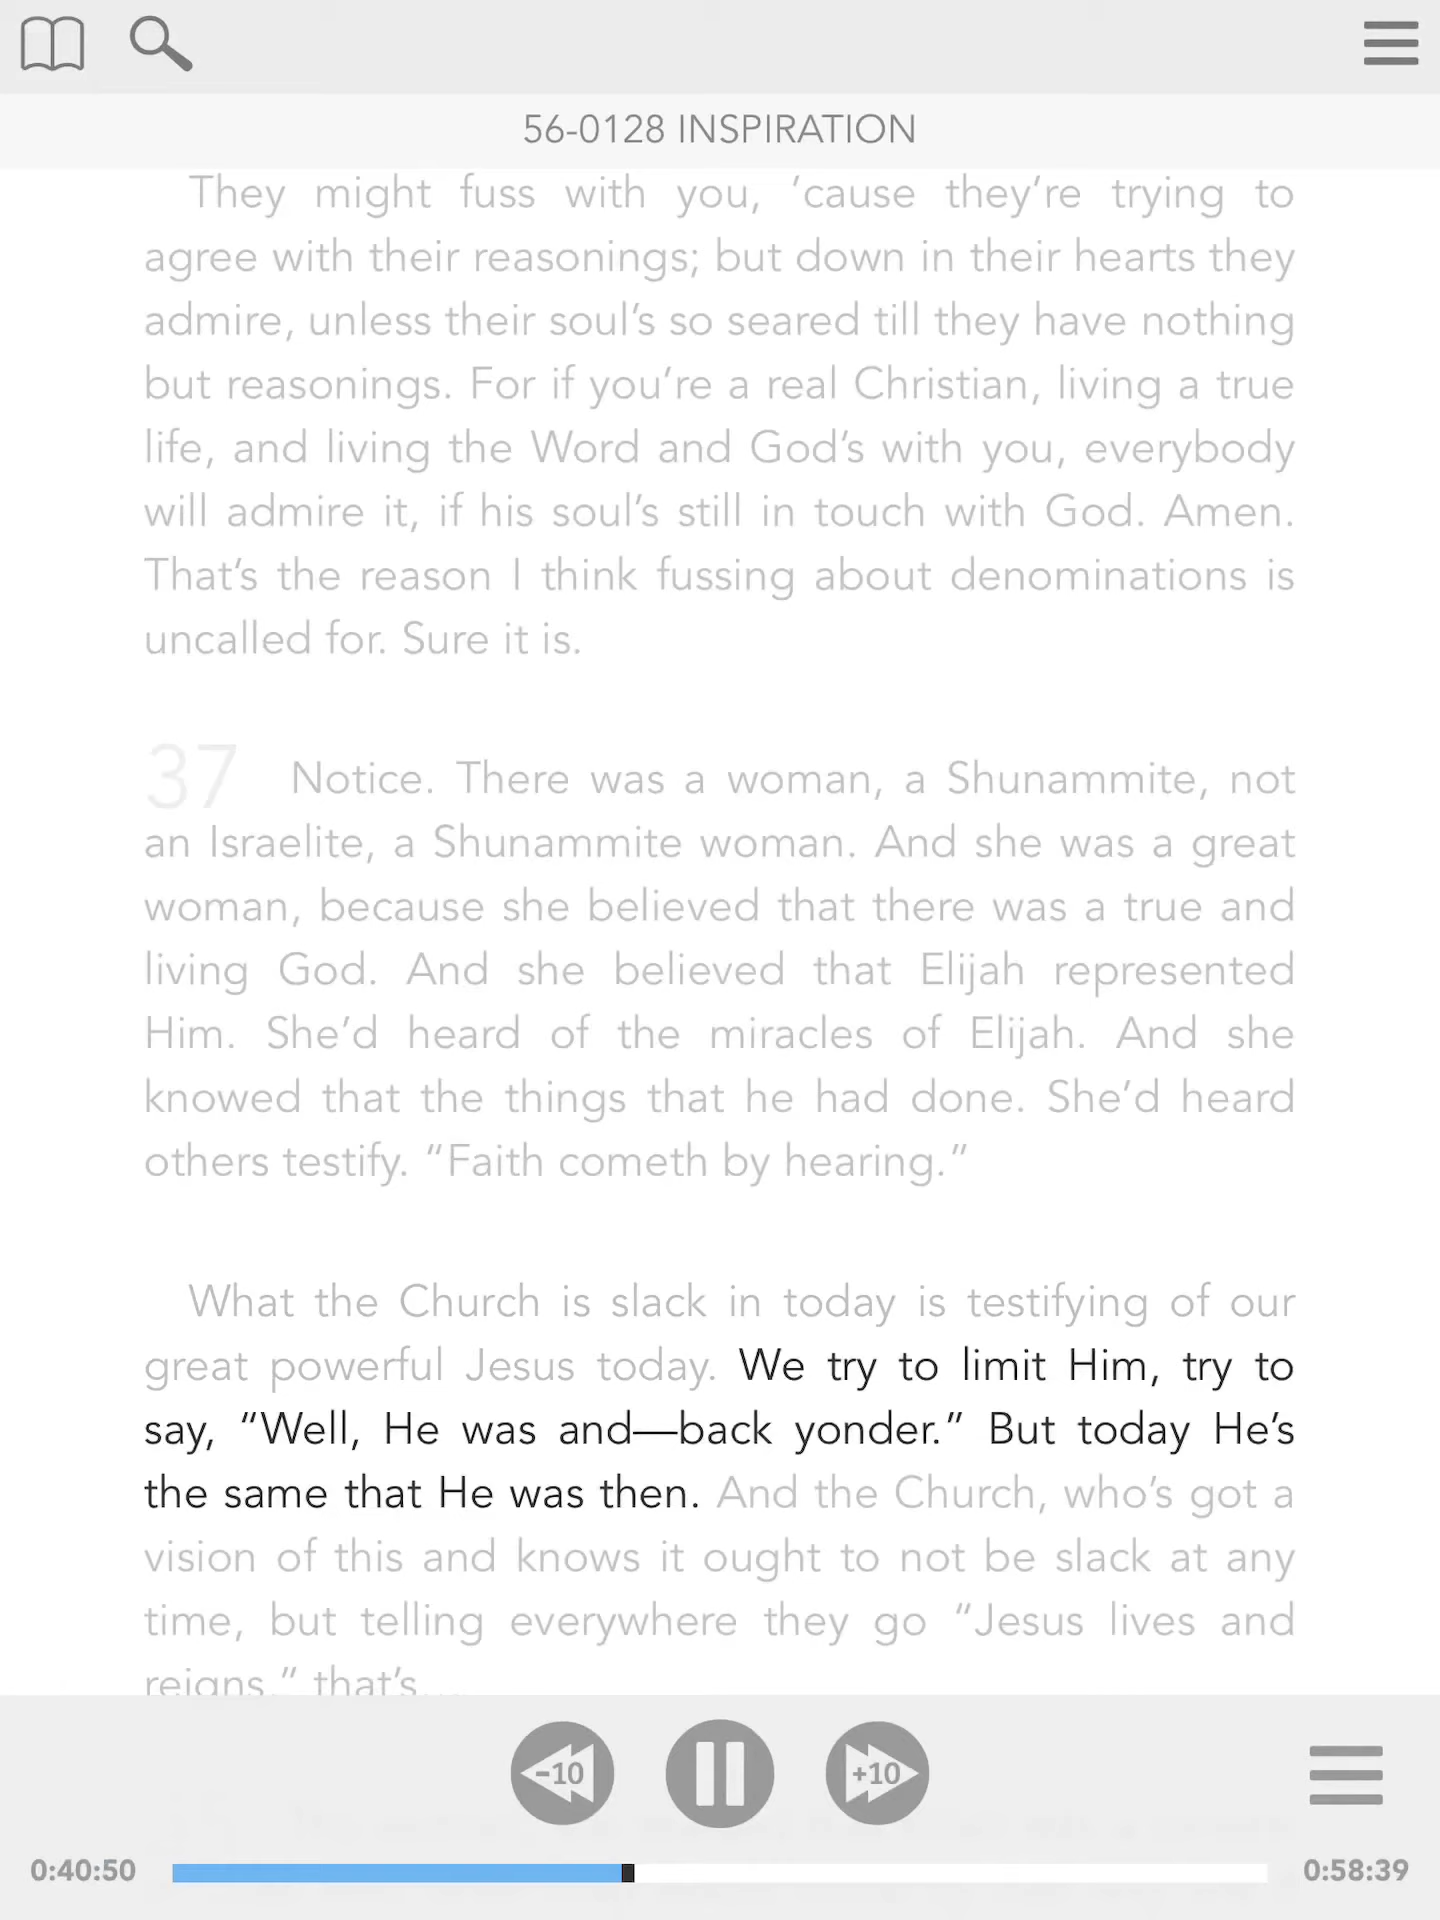 56-0128 INSPIRATION
They might fuss with you, ’cause they’re trying to
agree with their reasonings; but down in their hearts they
admire, unless their soul’s so seared till they have nothing
but reasonings. For if you’re a real Christian, living a true
life, and living the Word and God’s with you, everybody
will admire it, if his soul’s still in touch with God. Amen.
That’s the reason I think fussing about denominations is
uncalled for. Sure it is.
37 Notice. There was a woman, a Shunammite, not
an Israelite, a Shunammite woman. And she was a great
woman, because she believed that there was a true and
living God. And she believed that Elijah represented
Him. She’d heard of the miracles of Elijah. And she
knowed that the things that he had done. She’d heard
others testify. “Faith cometh by hearing.”
What the Church is slack in today is testifying of our
great powerful Jesus today. We try to limit Him, try to
say, “Well, He was and—back yonder.” But today He’s
the same that He was then. And the Church, who’s got a
vision of this and knows it ought to not be slack at any
time, but telling everywhere they go “Jesus lives and
reigns,” that’s...
-10 +10
0:40:50 0:58:39